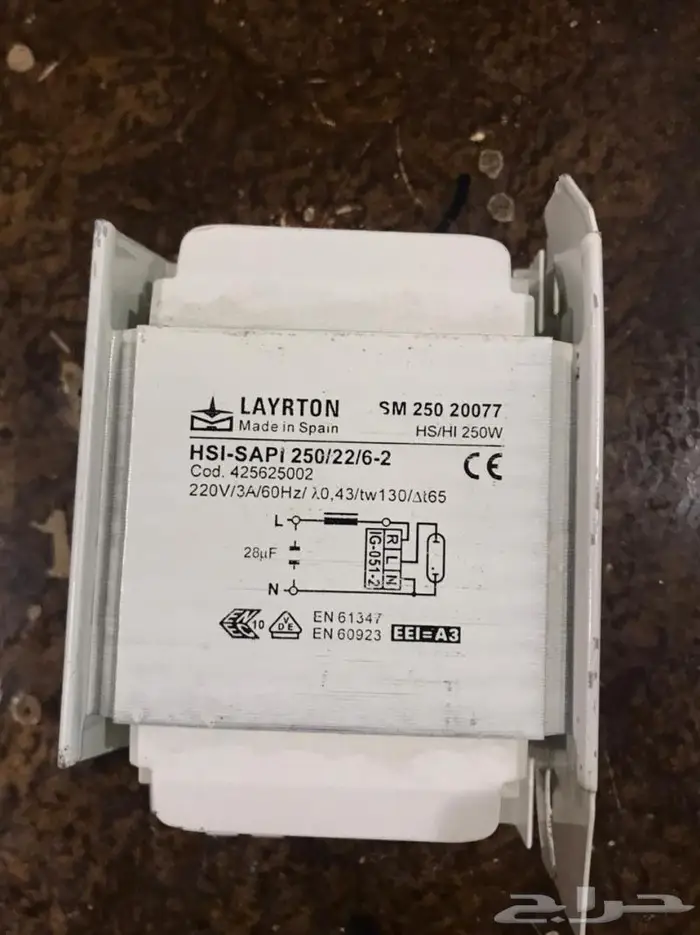 LAYRTON
Made in Spain
SM 250 20077
HS/HI 250W
HSI-SAPI 250/22/6-2
Cod. 425625002
CE
220V/3A/60Hz/ λ0,43/tw130/Δt65
L
28µF
N
R
L
N
IG-051-2
ENEC 10
VDE
EN 61347
EN 60923
EEI=A3
حراج